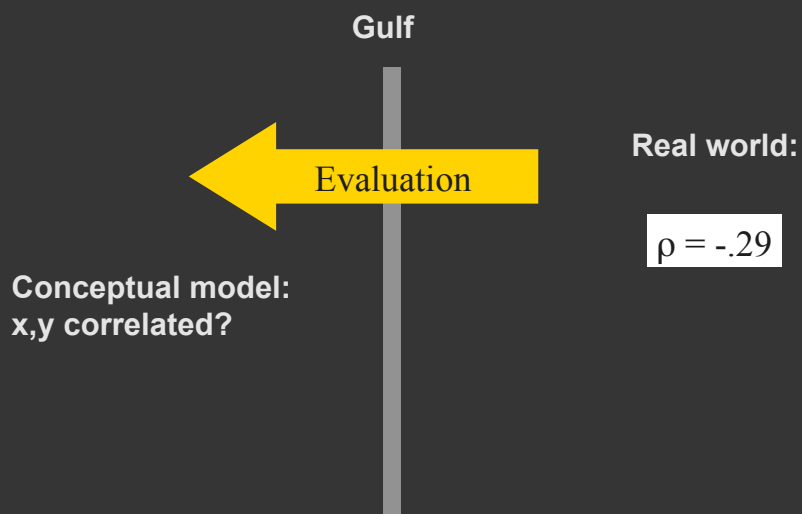 Gulf
Real world:
Evaluation
ρ = -.29
Conceptual model:
x,y correlated?